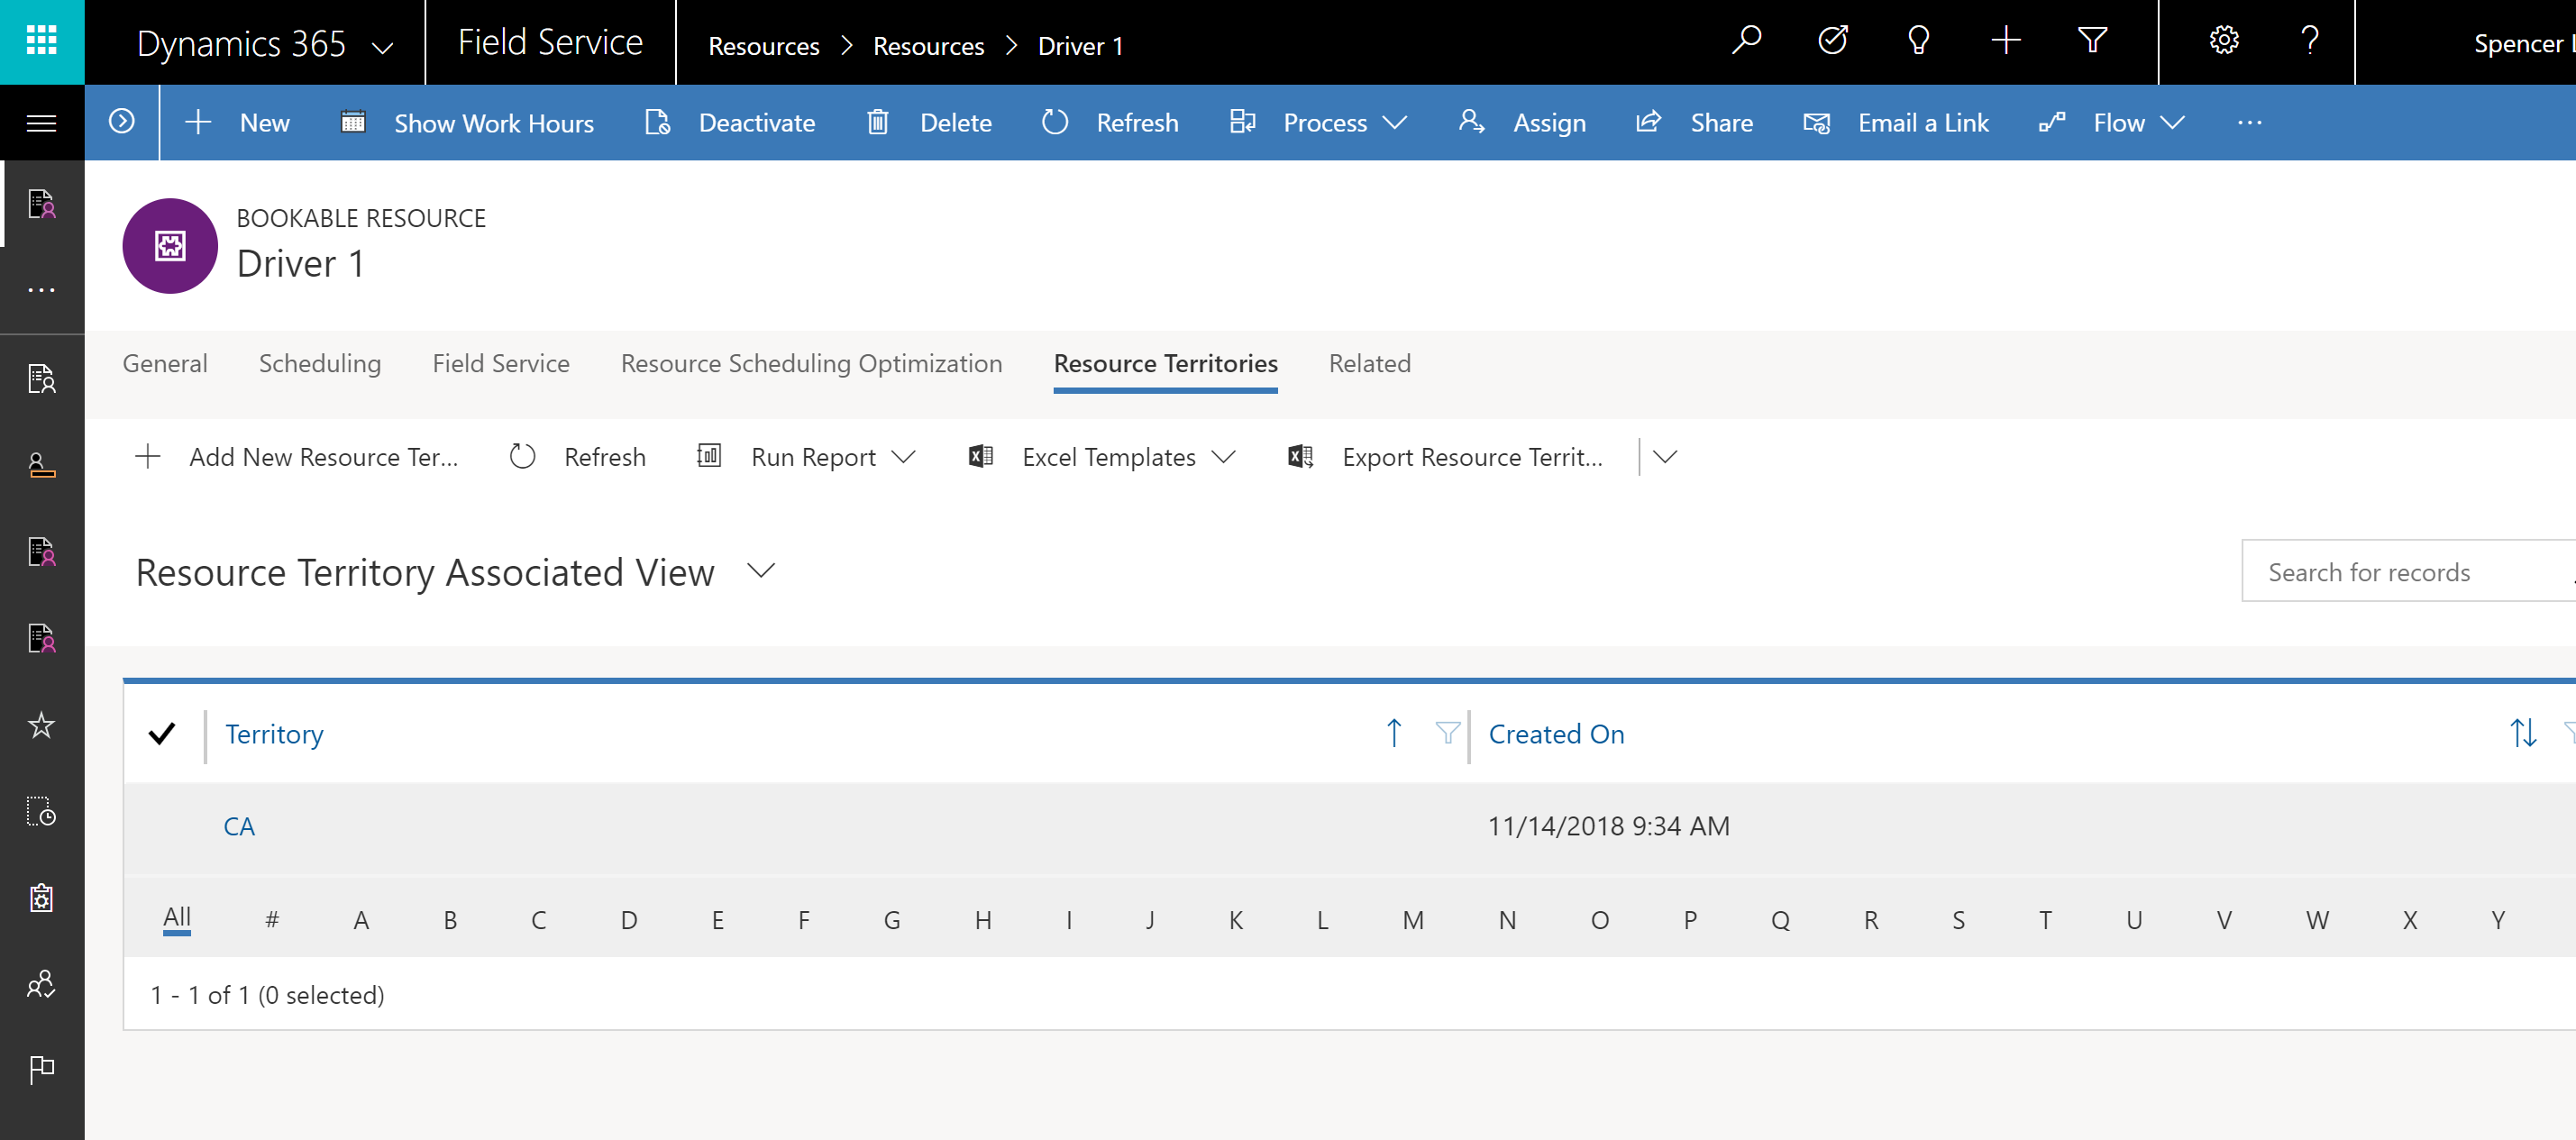 Dynamics 365 Field Service Resources > Resources > Driver 1 ? Spencer
New Show Work Hours Deactivate Delete Refresh Process Assign Share Email a Link Flow ...
BOOKABLE RESOURCE
Driver 1
General Scheduling Field Service Resource Scheduling Optimization Resource Territories Related
Add New Resource Ter... Refresh Run Report Excel Templates Export Resource Territ...
Resource Territory Associated View Search for records
Territory Created On
CA 11/14/2018 9:34 AM
All # A B C D E F G H I J K L M N O P Q R S T U V W X Y
1 - 1 of 1 (0 selected)